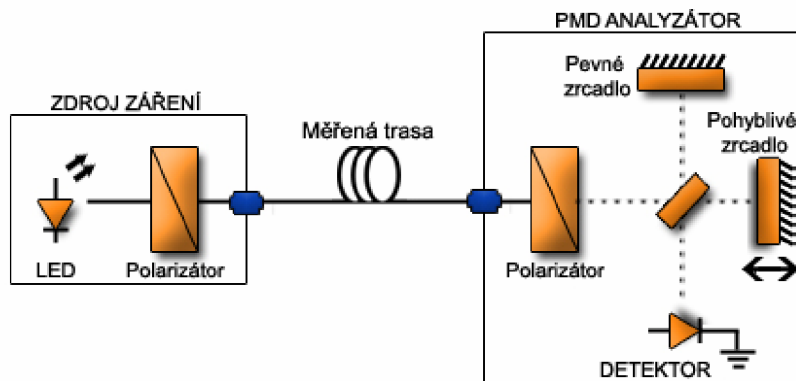 PMD ANALYZÁTOR
Pevné
zrcadlo
ZDROJ ZÁŘENÍ
Měřená trasa
Pohyblivé
zrcadlo
LED
Polarizátor
Polarizátor
DETEKTOR